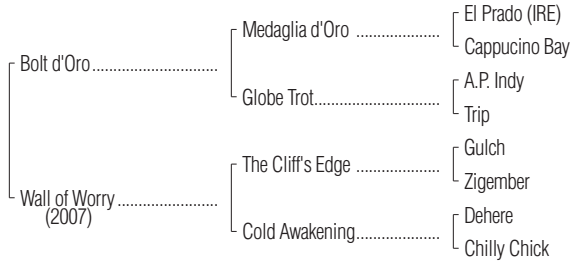 El Prado (IRE)
Medaglia d'Oro ....................
Cappucino Bay
Bolt d'Oro ..............................
A.P. Indy
Globe Trot ..............................
Trip
Gulch
The Cliff's Edge ....................
Zigember
Wall of Worry ........................
(2007)
Dehere
Cold Awakening ....................
Chilly Chick